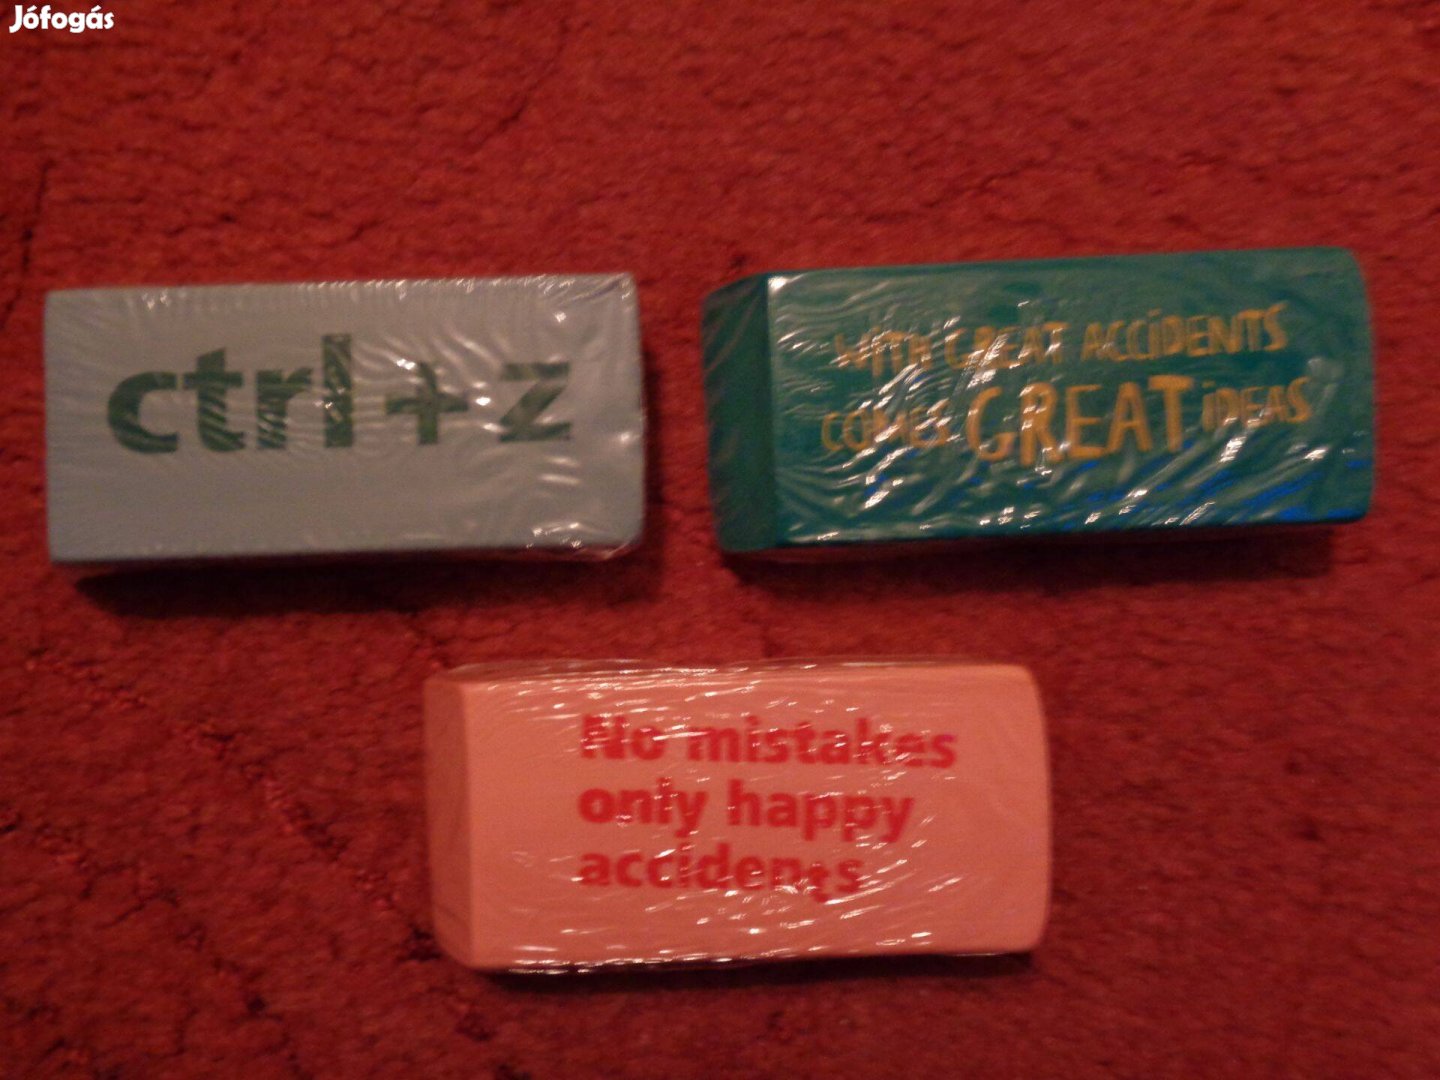 Jófogás
ctrl+z
WITH GREAT ACCIDENTS
COMES GREAT iDEAS
No mistakes
only happy
accidents